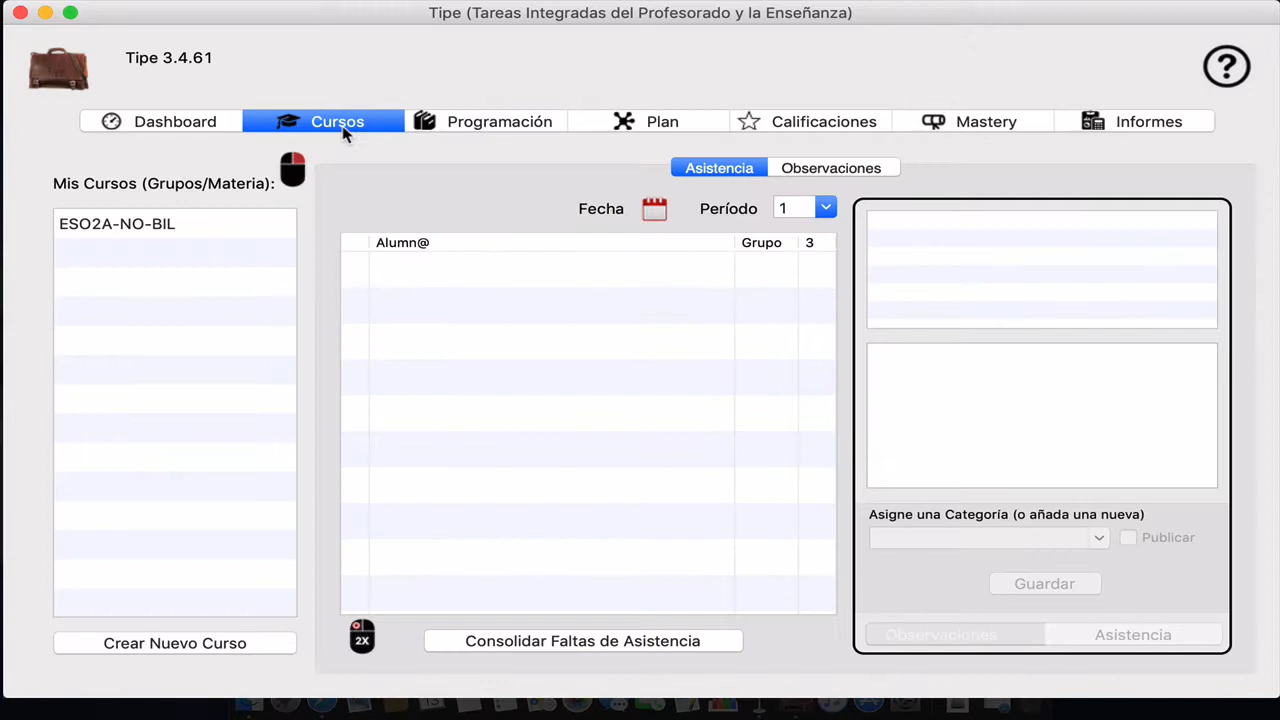 Tipe (Tareas Integradas del Profesorado y la Enseñanza)
Tipe 3.4.61
?
Dashboard Cursos Programación Plan Calificaciones Mastery Informes
Mis Cursos (Grupos/Materia):
Asistencia Observaciones
Fecha Período 1
ESO2A-NO-BIL
Alumn@ Grupo 3
Asigne una Categoría (o añada una nueva)
Publicar
Guardar
Observaciones Asistencia
Crear Nuevo Curso
2X
Consolidar Faltas de Asistencia